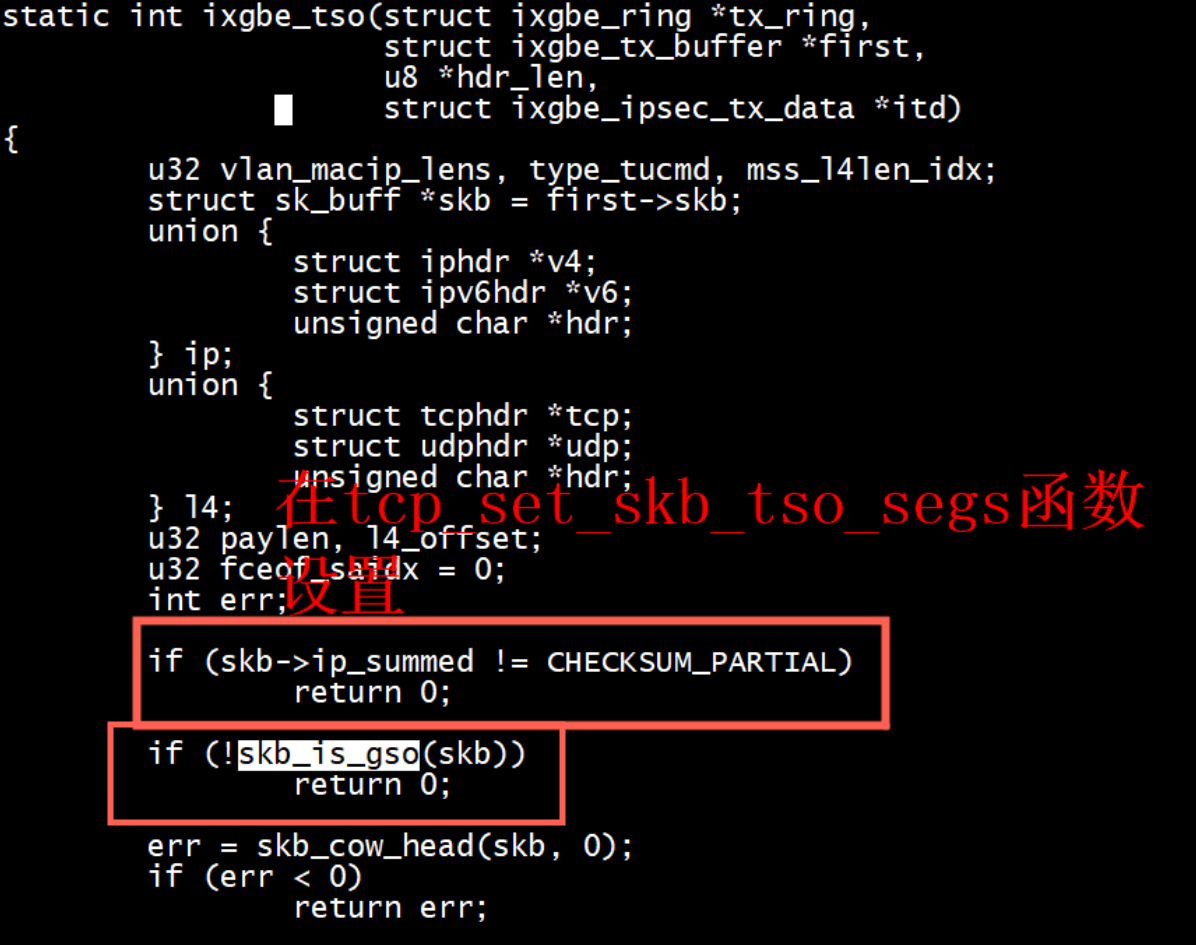 static int ixgbe_tso(struct ixgbe_ring *tx_ring,
                     struct ixgbe_tx_buffer *first,
                     u8 *hdr_len,
                     struct ixgbe_ipsec_tx_data *itd)
{
        u32 vlan_macip_lens, type_tucmd, mss_l4len_idx;
        struct sk_buff *skb = first->skb;
        union {
                struct iphdr *v4;
                struct ipv6hdr *v6;
                unsigned char *hdr;
        } ip;
        union {
                struct tcphdr *tcp;
                struct udphdr *udp;
                unsigned char *hdr;
        } l4;
在tcp_set_skb_tso_segs函数
        u32 paylen, l4_offset;
        u32 fceof_saidx = 0;
设置
        int err;
        if (skb->ip_summed != CHECKSUM_PARTIAL)
                return 0;
        if (!skb_is_gso(skb))
                return 0;
        err = skb_cow_head(skb, 0);
        if (err < 0)
                return err;